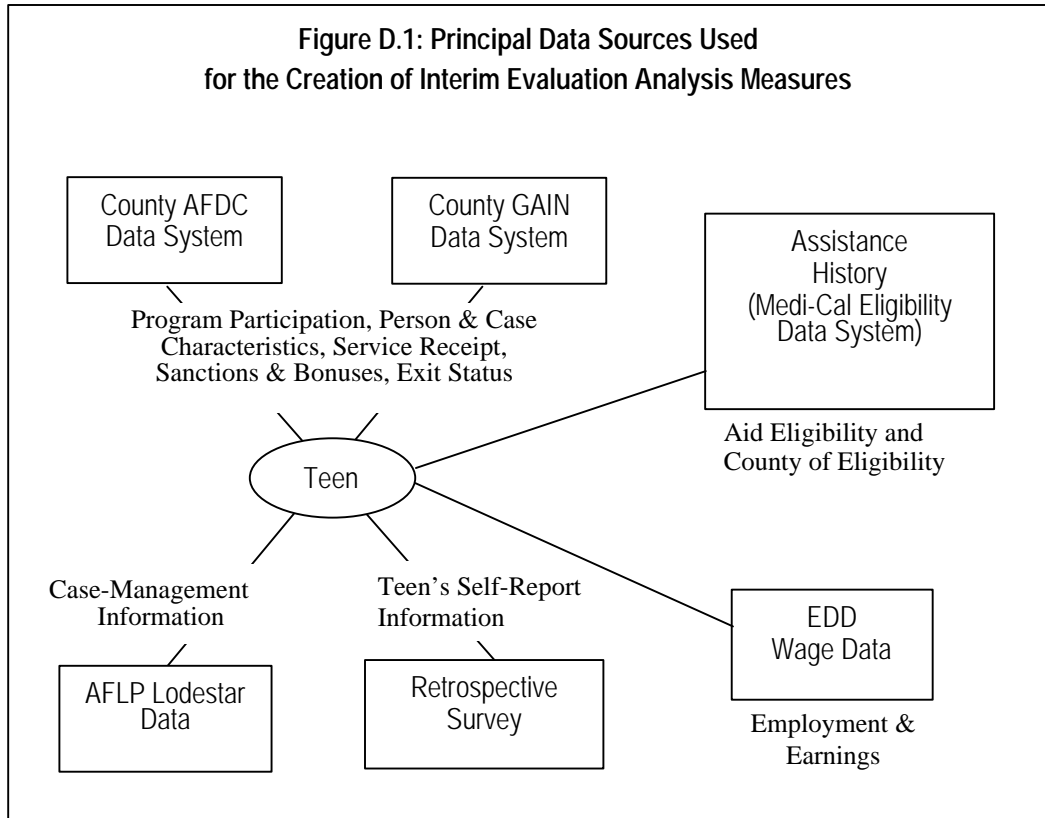 Figure D.1: Principal Data Sources Used
for the Creation of Interim Evaluation Analysis Measures
County AFDC
Data System
County GAIN
Data System
Assistance
History
(Medi-Cal Eligibility
Data System)
Program Participation, Person & Case
Characteristics, Service Receipt,
Sanctions & Bonuses, Exit Status
Aid Eligibility and
County of Eligibility
Teen
Case-Management
Information
Teen’s Self-Report
Information
EDD
Wage Data
AFLP Lodestar
Data
Retrospective
Survey
Employment &
Earnings